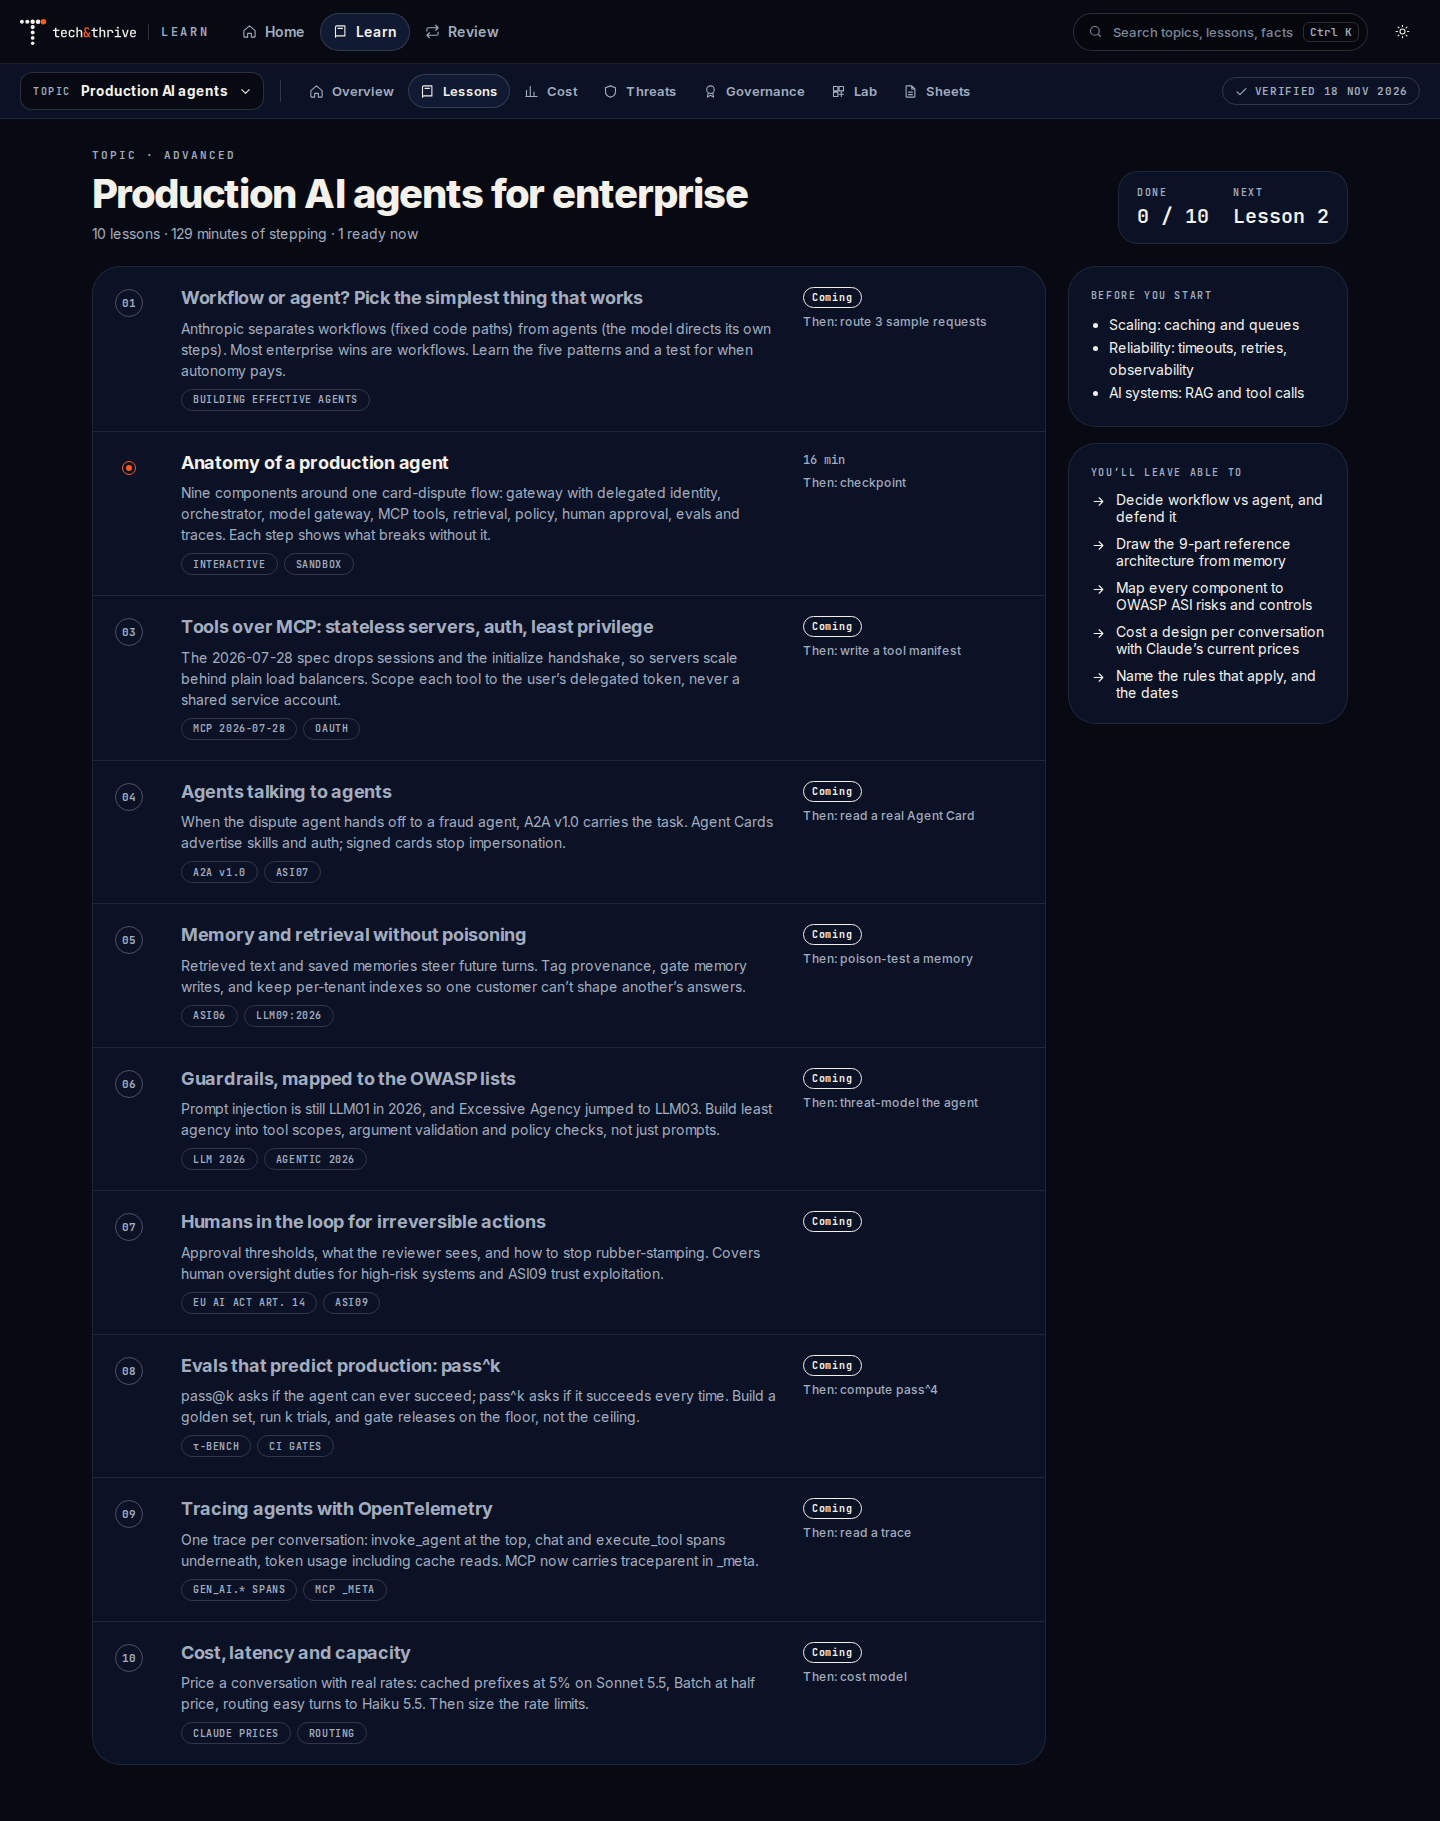 tech&thrive LEARN Home Learn Review Search topics, lessons, facts Ctrl K
TOPIC Production AI agents Overview Lessons Cost Threats Governance Lab Sheets VERIFIED 18 NOV 2026
TOPIC · ADVANCED
Production AI agents for enterprise
10 lessons · 129 minutes of stepping · 1 ready now
DONE NEXT
0 / 10 Lesson 2
01
Workflow or agent? Pick the simplest thing that works
Anthropic separates workflows (fixed code paths) from agents (the model directs its own
steps). Most enterprise wins are workflows. Learn the five patterns and a test for when
autonomy pays.
BUILDING EFFECTIVE AGENTS
Coming
Then: route 3 sample requests
Anatomy of a production agent
Nine components around one card-dispute flow: gateway with delegated identity,
orchestrator, model gateway, MCP tools, retrieval, policy, human approval, evals and
traces. Each step shows what breaks without it.
INTERACTIVE SANDBOX
16 min
Then: checkpoint
03
Tools over MCP: stateless servers, auth, least privilege
The 2026-07-28 spec drops sessions and the initialize handshake, so servers scale
behind plain load balancers. Scope each tool to the user’s delegated token, never a
shared service account.
MCP 2026-07-28 OAUTH
Coming
Then: write a tool manifest
04
Agents talking to agents
When the dispute agent hands off to a fraud agent, A2A v1.0 carries the task. Agent Cards
advertise skills and auth; signed cards stop impersonation.
A2A v1.0 ASI07
Coming
Then: read a real Agent Card
05
Memory and retrieval without poisoning
Retrieved text and saved memories steer future turns. Tag provenance, gate memory
writes, and keep per-tenant indexes so one customer can’t shape another’s answers.
ASI06 LLM09:2026
Coming
Then: poison-test a memory
06
Guardrails, mapped to the OWASP lists
Prompt injection is still LLM01 in 2026, and Excessive Agency jumped to LLM03. Build least
agency into tool scopes, argument validation and policy checks, not just prompts.
LLM 2026 AGENTIC 2026
Coming
Then: threat-model the agent
07
Humans in the loop for irreversible actions
Approval thresholds, what the reviewer sees, and how to stop rubber-stamping. Covers
human oversight duties for high-risk systems and ASI09 trust exploitation.
EU AI ACT ART. 14 ASI09
Coming
08
Evals that predict production: pass^k
pass@k asks if the agent can ever succeed; pass^k asks if it succeeds every time. Build a
golden set, run k trials, and gate releases on the floor, not the ceiling.
τ-BENCH CI GATES
Coming
Then: compute pass^4
09
Tracing agents with OpenTelemetry
One trace per conversation: invoke_agent at the top, chat and execute_tool spans
underneath, token usage including cache reads. MCP now carries traceparent in _meta.
GEN_AI.* SPANS MCP _META
Coming
Then: read a trace
10
Cost, latency and capacity
Price a conversation with real rates: cached prefixes at 5% on Sonnet 5.5, Batch at half
price, routing easy turns to Haiku 5.5. Then size the rate limits.
CLAUDE PRICES ROUTING
Coming
Then: cost model
BEFORE YOU START
Scaling: caching and queues
Reliability: timeouts, retries,
observability
AI systems: RAG and tool calls
YOU’LL LEAVE ABLE TO
→ Decide workflow vs agent, and
defend it
→ Draw the 9-part reference
architecture from memory
→ Map every component to
OWASP ASI risks and controls
→ Cost a design per conversation
with Claude’s current prices
→ Name the rules that apply, and
the dates